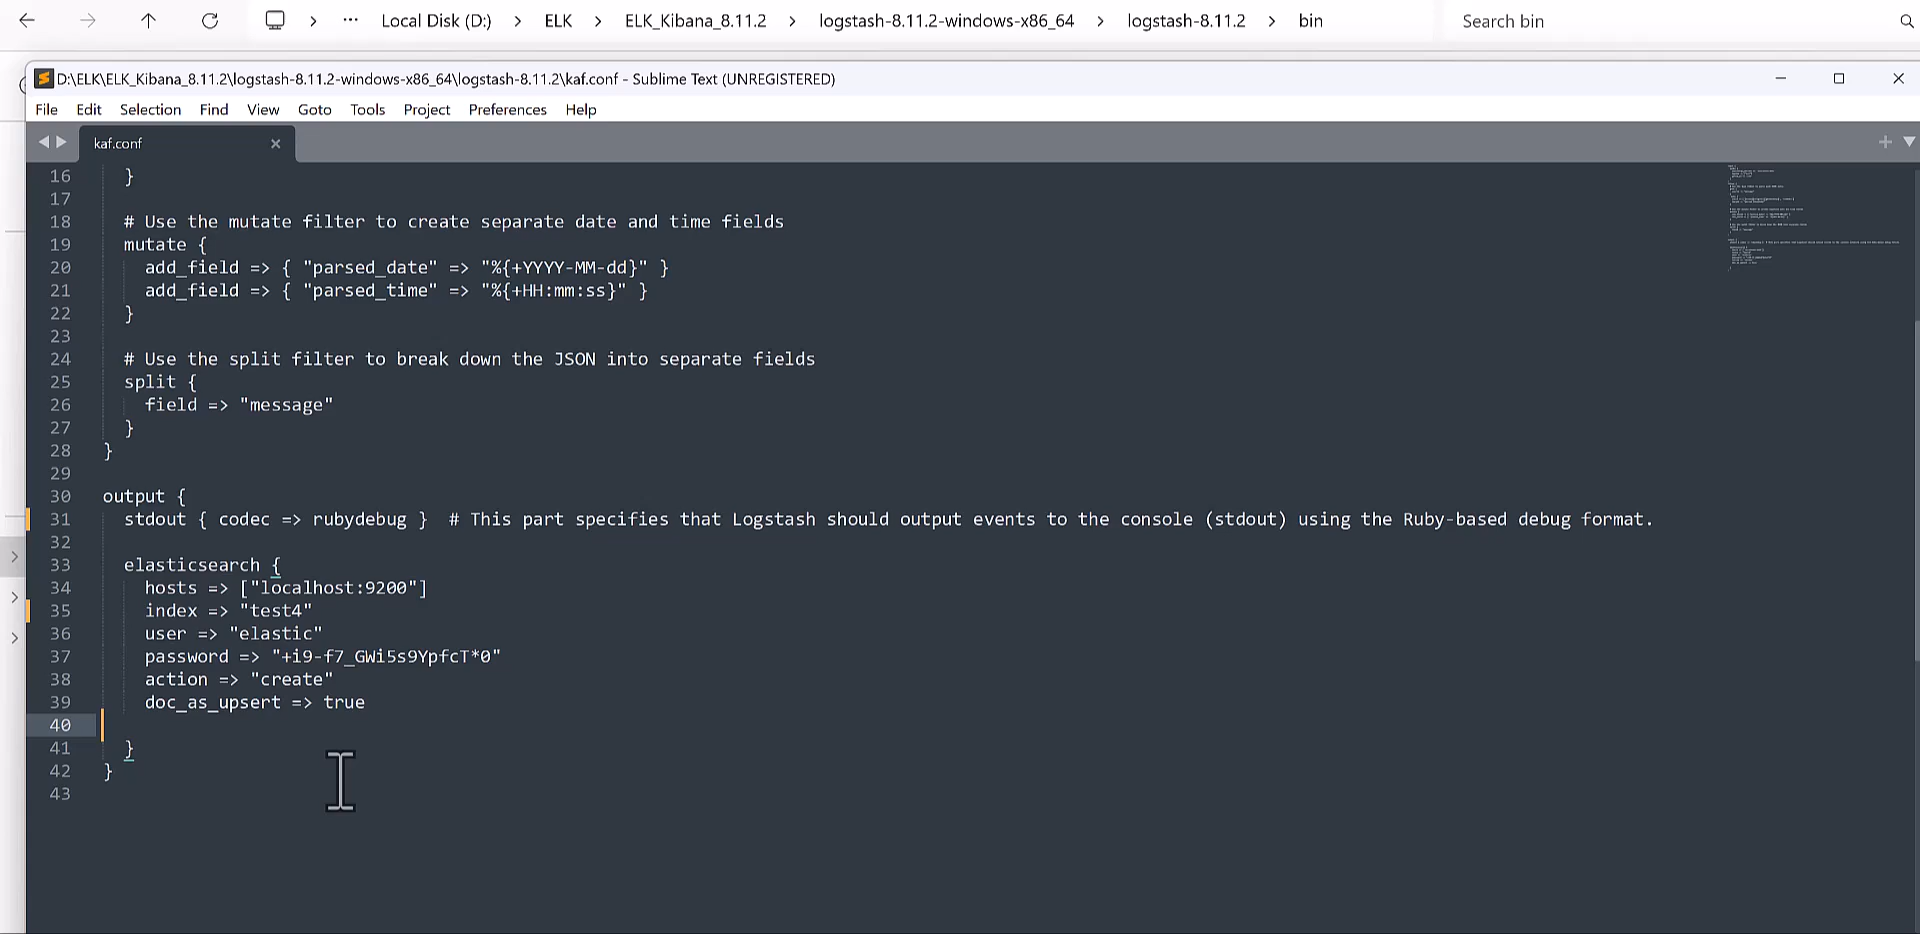 Local Disk (D:) > ELK > ELK_Kibana_8.11.2 > logstash-8.11.2-windows-x86_64 > logstash-8.11.2 > bin
Search bin
D:\ELK\ELK_Kibana_8.11.2\logstash-8.11.2-windows-x86_64\logstash-8.11.2\kaf.conf - Sublime Text (UNREGISTERED)
File Edit Selection Find View Goto Tools Project Preferences Help
kaf.conf
16 }
17
18 # Use the mutate filter to create separate date and time fields
19 mutate {
20 add_field => { "parsed_date" => "%{+YYYY-MM-dd}" }
21 add_field => { "parsed_time" => "%{+HH:mm:ss}" }
22 }
23
24 # Use the split filter to break down the JSON into separate fields
25 split {
26 field => "message"
27 }
28 }
29
30 output {
31 stdout { codec => rubydebug } # This part specifies that Logstash should output events to the console (stdout) using the Ruby-based debug format.
32
33 elasticsearch {
34 hosts => ["localhost:9200"]
35 index => "test4"
36 user => "elastic"
37 password => "+i9-f7_GWi5s9YpfcT*0"
38 action => "create"
39 doc_as_upsert => true
40
41 }
42 }
43